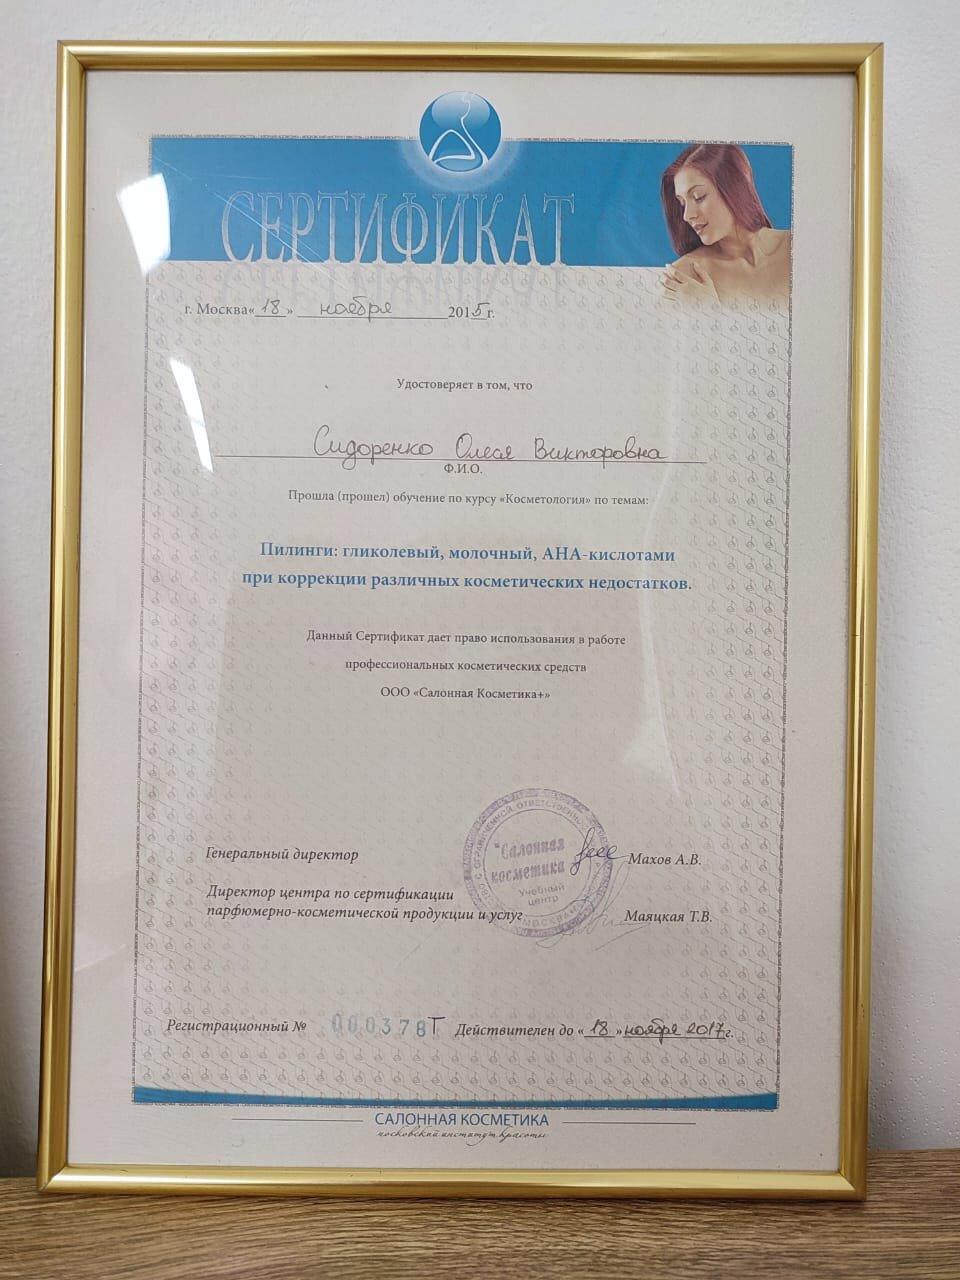 СЕРТИФИКАТ
г. Москва« 18 » ноября 2015 г.
Удостоверяет в том, что
Сидоренко Олеся Викторовна
Ф.И.О.
Прошла (прошел) обучение по курсу «Косметология» по темам:
Пилинги: гликолевый, молочный, АНА-кислотами
при коррекции различных косметических недостатков.
Данный Сертификат дает право использования в работе
профессиональных косметических средств
ООО «Салонная Косметика+»
Генеральный директор
Махов А.В.
Директор центра по сертификации
парфюмерно-косметической продукции и услуг
Маяцкая Т.В.
"Салонная
косметика
Учебный
центр
Регистрационный № 000378Т Действителен до « 18 » ноября 2017 г.
САЛОННАЯ КОСМЕТИКА
московский институт красоты